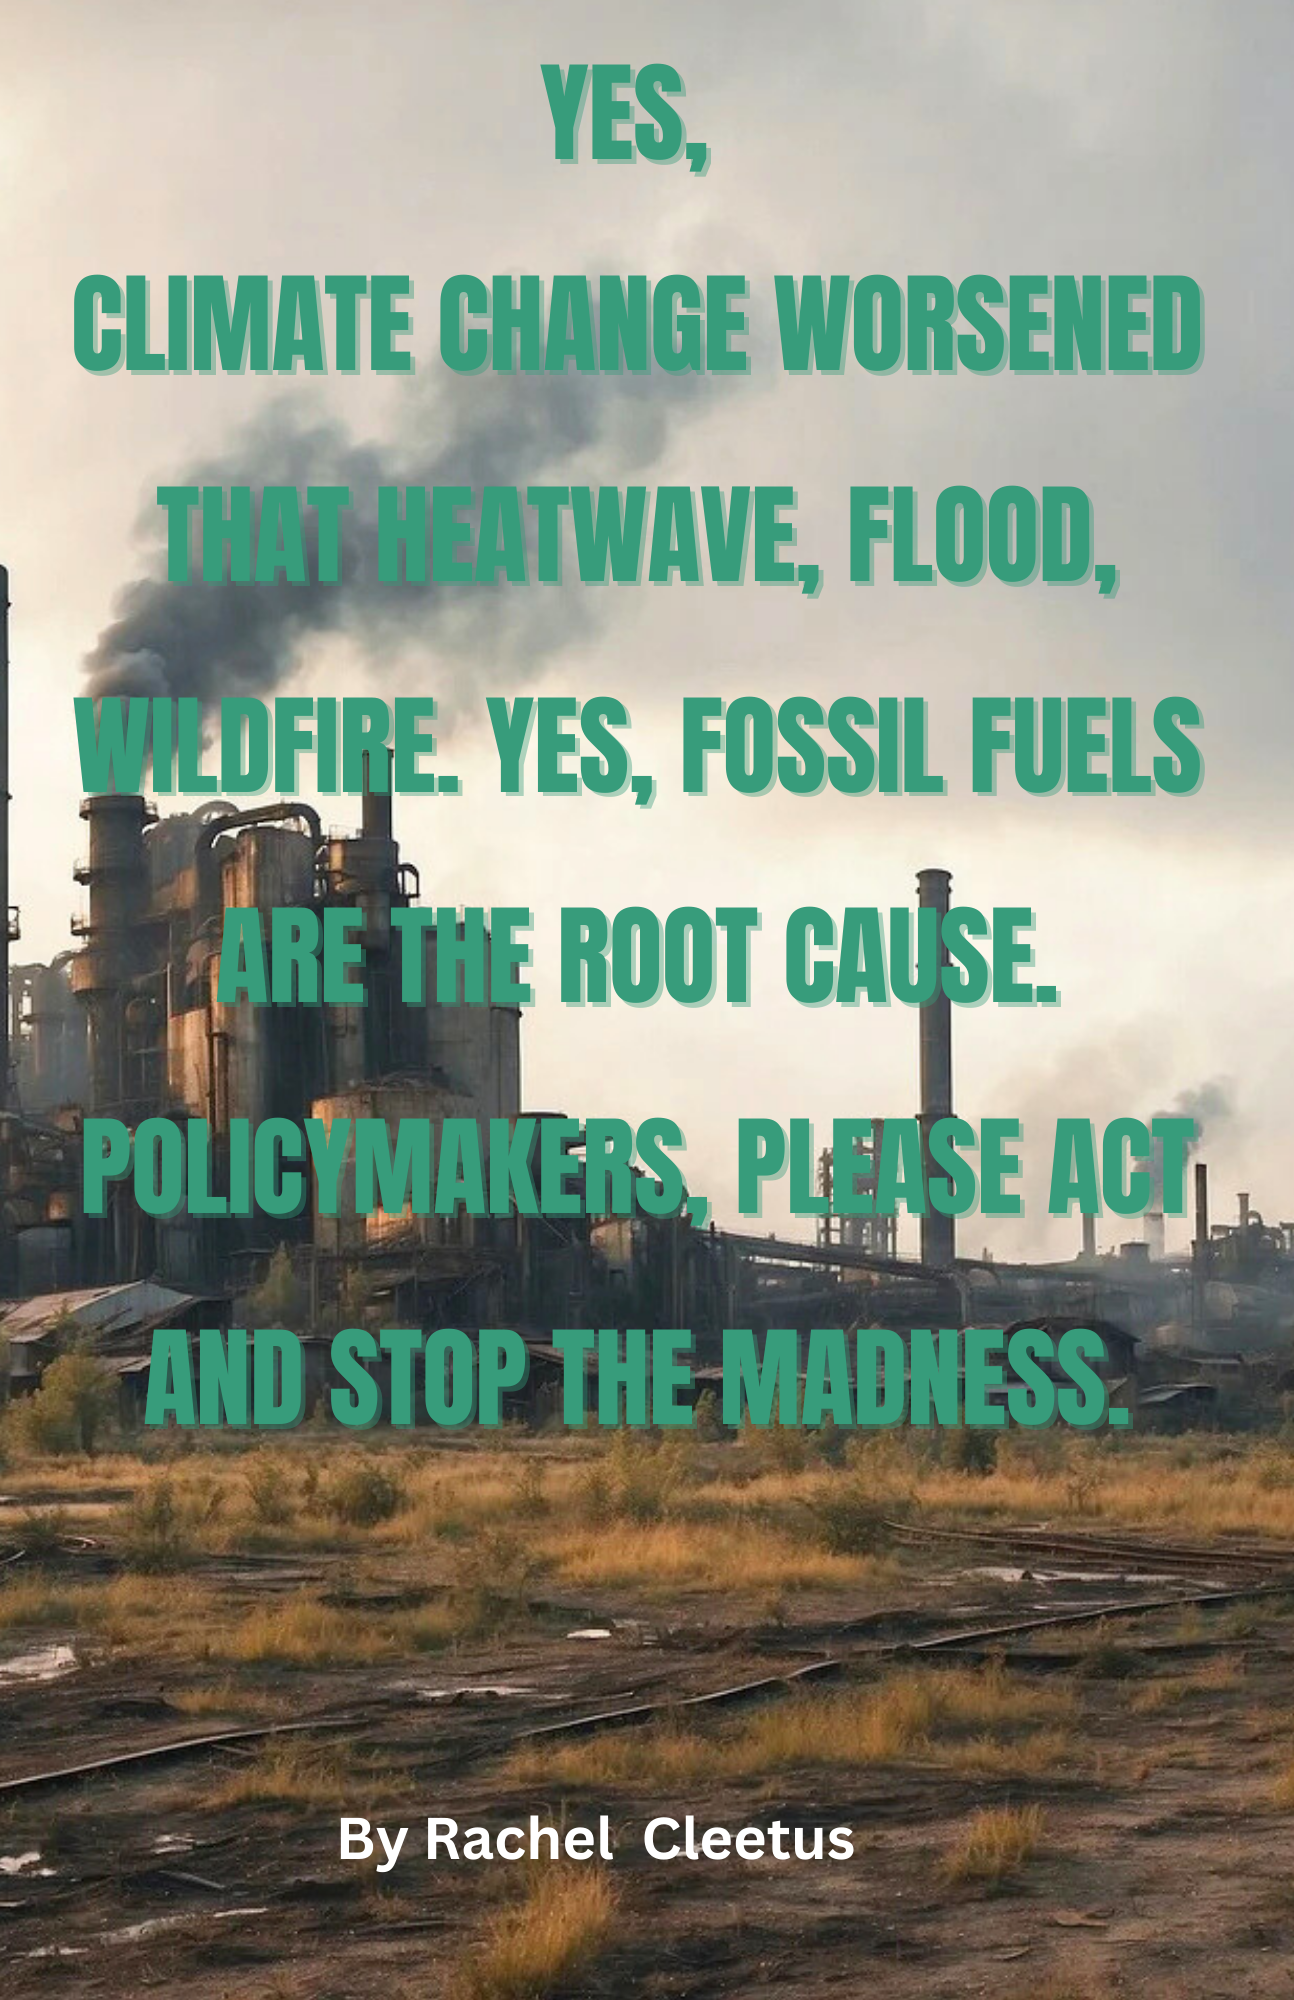 YES,
CLIMATE CHANGE WORSENED
THAT HEATWAVE, FLOOD,
WILDFIRE. YES, FOSSIL FUELS
ARE THE ROOT CAUSE.
POLICYMAKERS, PLEASE ACT
AND STOP THE MADNESS.
By Rachel Cleetus